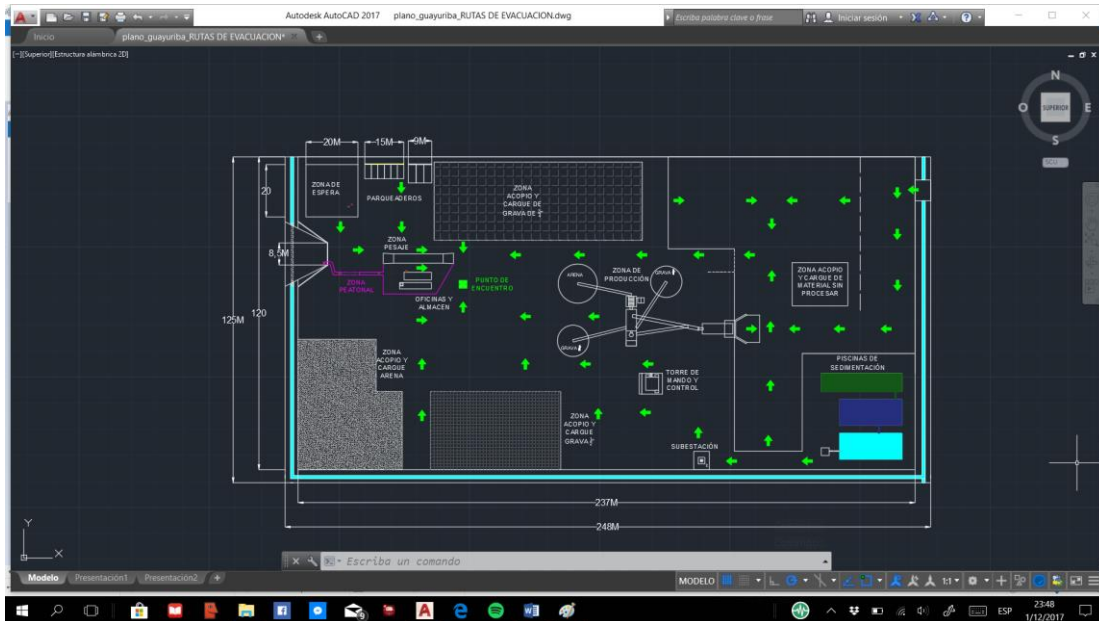 Autodesk AutoCAD 2017 plano_guayuriba_RUTAS DE EVACUACION.dwg
Escriba palabra clave o frase
Iniciar sesión
Inicio
plano_guayuriba_RUTAS DE EVACUACION*
[–][Superior][Estructura alámbrica 2D]
N
O SUPERIOR E
S
SCU
20M
15M
9M
ZONA DE
ESPERA
20
PARQUEADEROS
ZONA
ACOPIO Y
CARGUE DE
GRAVA DE
ZONA
PESAJE
8,5M
ZONA
PEATONAL
OFICINAS Y
ALMACEN
PUNTO DE
ENCUENTRO
ARENA
ZONA DE
PRODUCCIÓN
GRAVA
GRAVA
ZONA ACOPIO
Y CARGUE DE
MATERIAL SIN
PROCESAR
125M
120
ZONA
ACOPIO Y
CARGUE
ARENA
PISCINAS DE
SEDIMENTACIÓN
TORRE DE
MANDO Y
CONTROL
ZONA
ACOPIO Y
CARGUE
GRAVA
SUBESTACIÓN
237M
248M
Y
X
Escriba un comando
Modelo
Presentación1
Presentación2
MODELO
1:1
ESP
23:48
1/12/2017